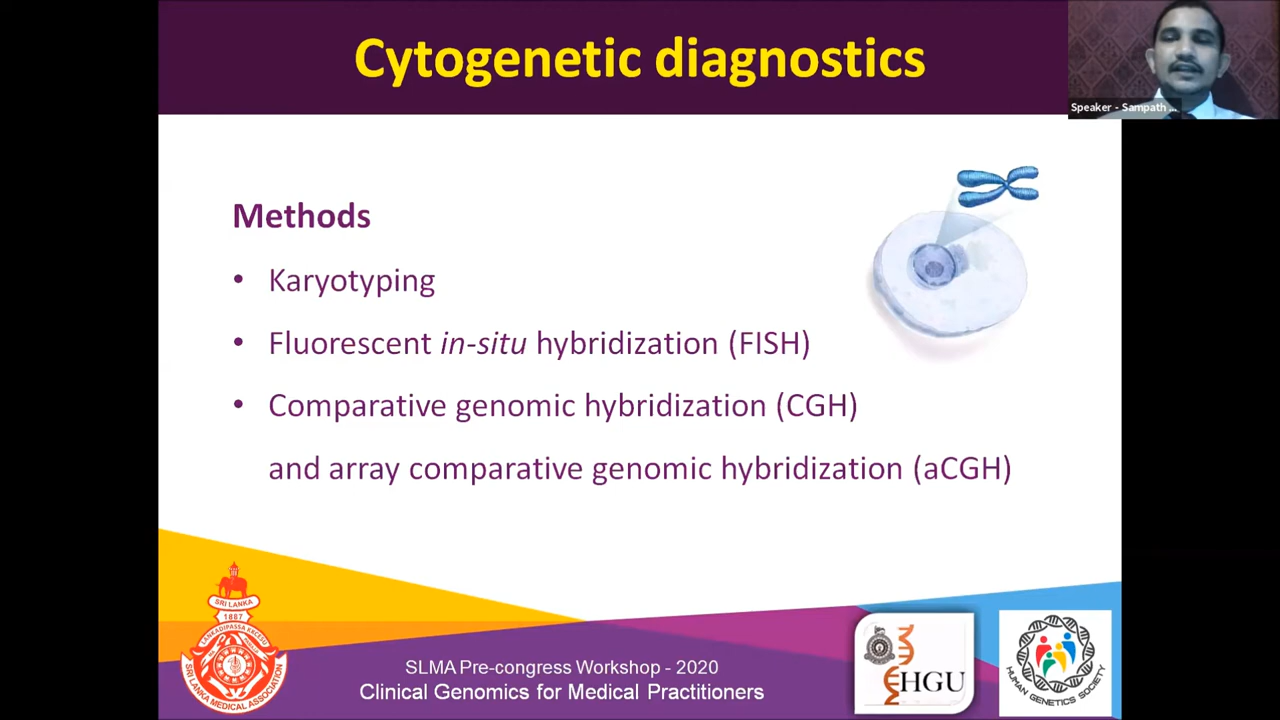 Cytogenetic diagnostics
Speaker - Sampath ...
Methods
• Karyotyping
• Fluorescent in-situ hybridization (FISH)
• Comparative genomic hybridization (CGH)
and array comparative genomic hybridization (aCGH)
SRI LANKA
1887
SRI LANKA MEDICAL ASSOCIATION
SLMA Pre-congress Workshop - 2020
Clinical Genomics for Medical Practitioners
HGU
HUMAN GENETICS SOCIETY